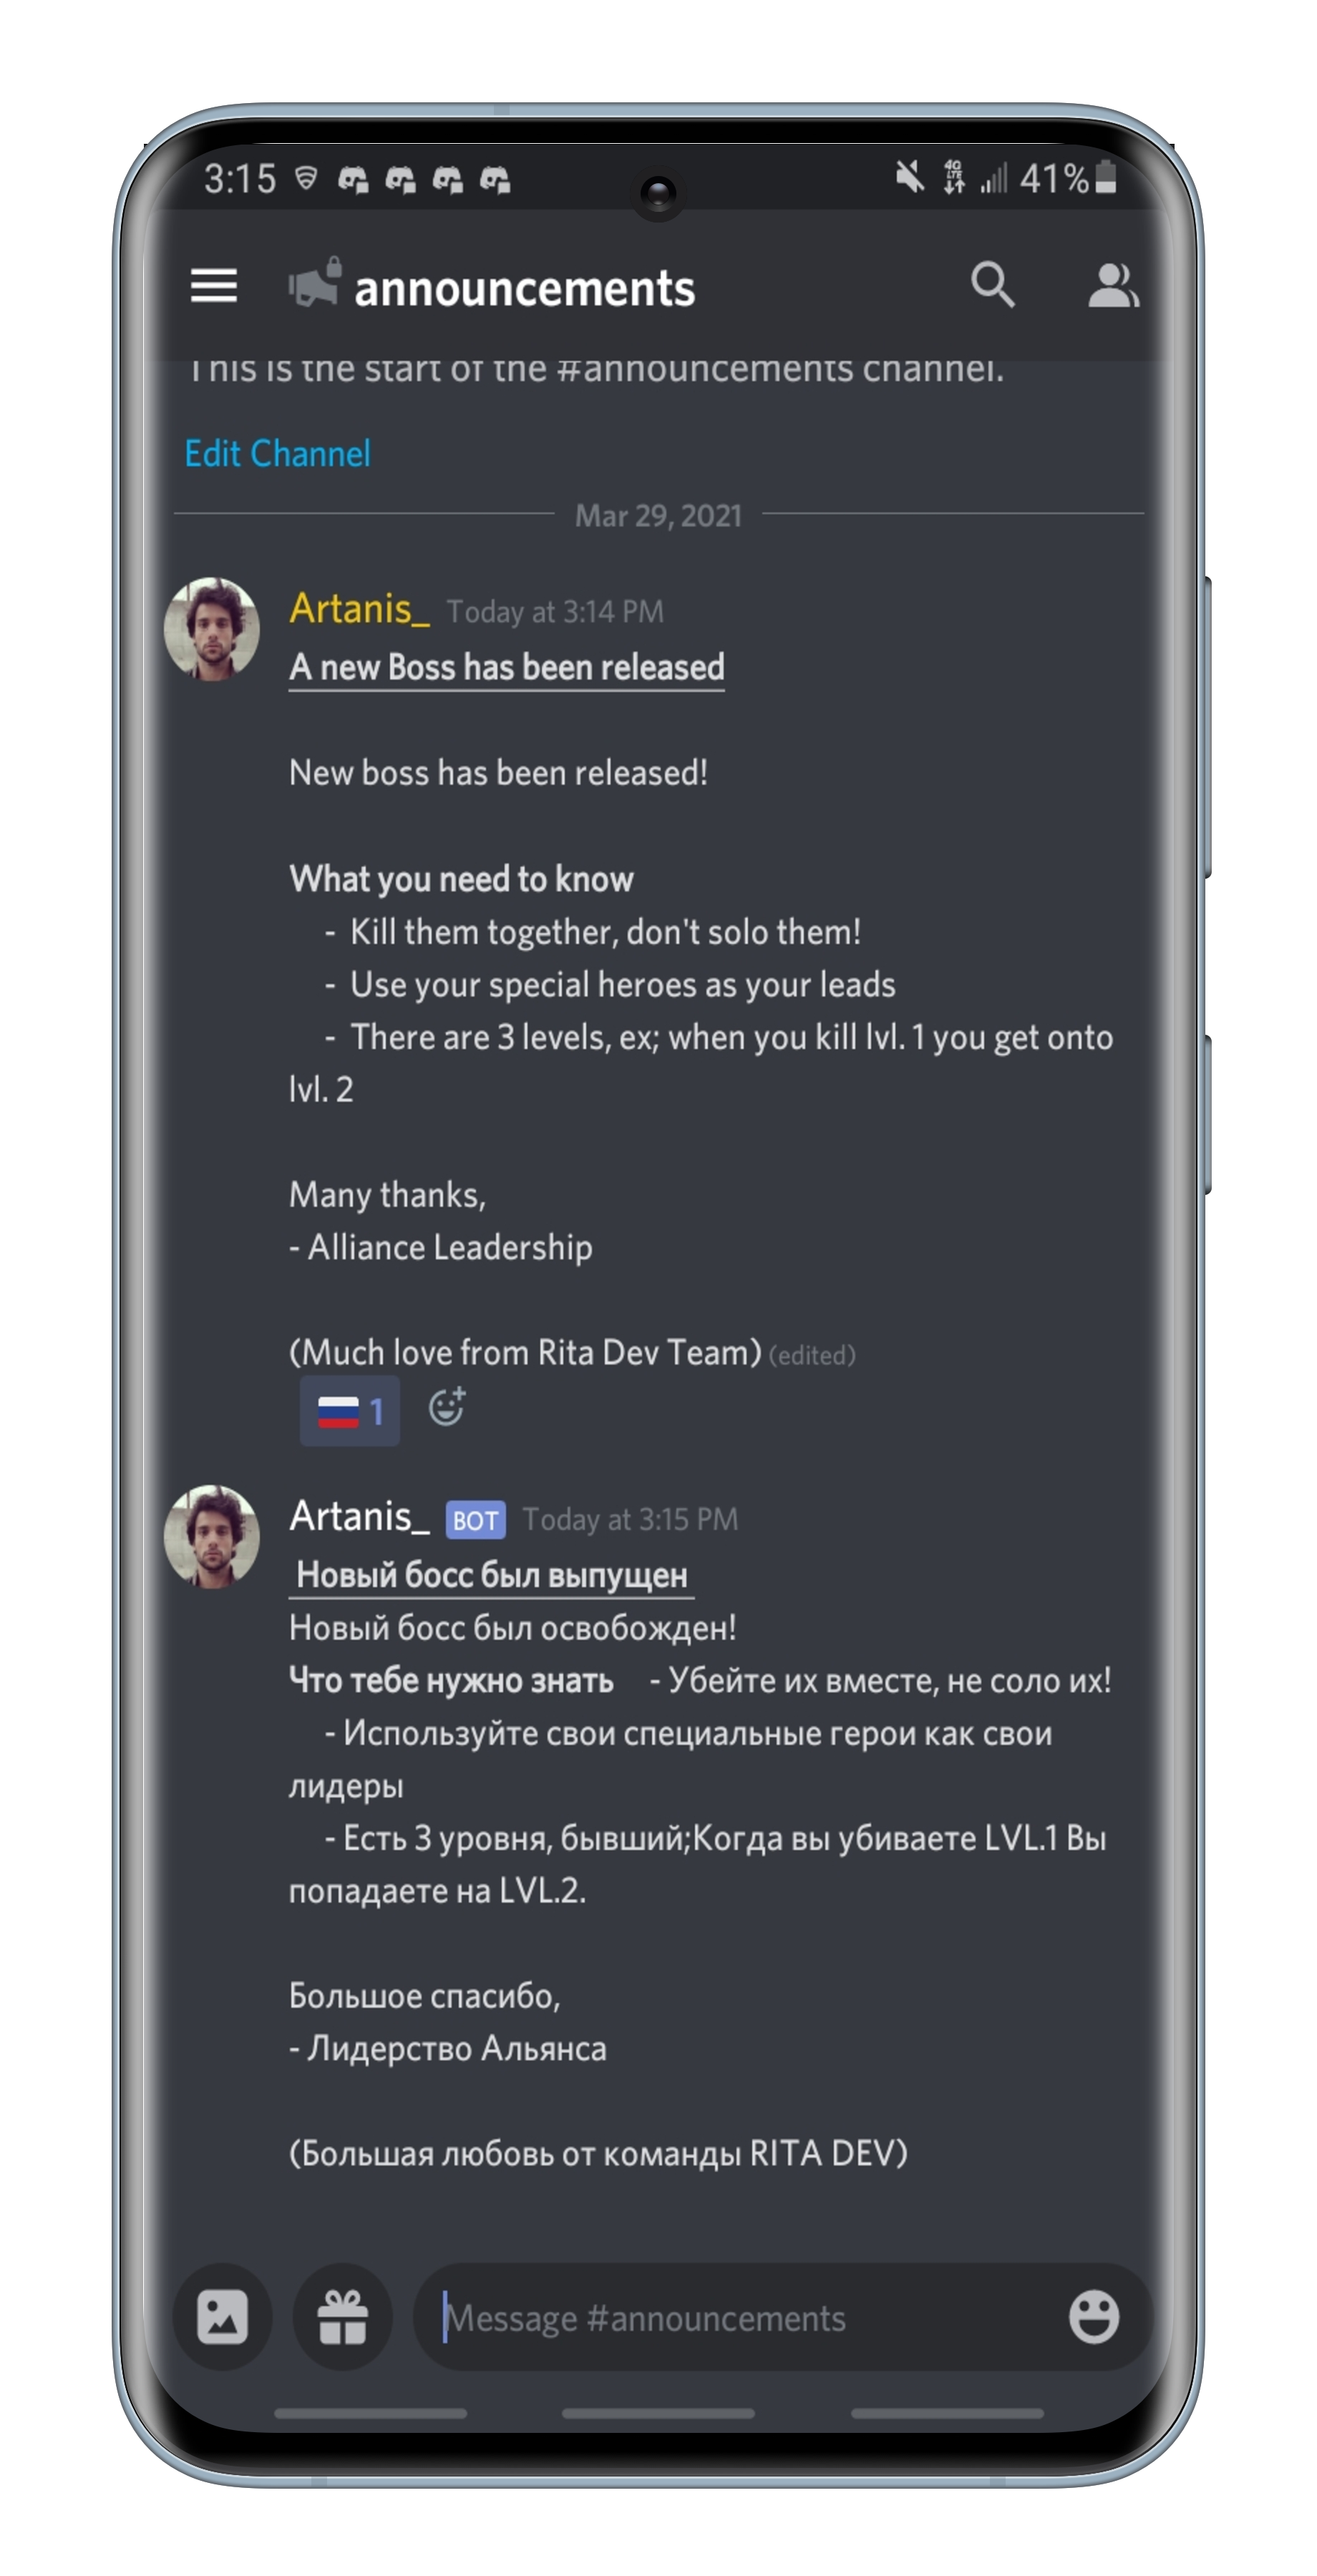 3:15 4G LTE 41%
announcements
This is the start of the #announcements channel.
Edit Channel
Mar 29, 2021
Artanis_ Today at 3:14 PM
A new Boss has been released
New boss has been released!
What you need to know
- Kill them together, don't solo them!
- Use your special heroes as your leads
- There are 3 levels, ex; when you kill lvl. 1 you get onto
lvl. 2
Many thanks,
- Alliance Leadership
(Much love from Rita Dev Team) (edited)
1
Artanis_ BOT Today at 3:15 PM
Новый босс был выпущен
Новый босс был освобожден!
Что тебе нужно знать - Убейте их вместе, не соло их!
- Используйте свои специальные герои как свои
лидеры
- Есть 3 уровня, бывший;Когда вы убиваете LVL.1 Вы
попадаете на LVL.2.
Большое спасибо,
- Лидерство Альянса
(Большая любовь от команды RITA DEV)
Message #announcements